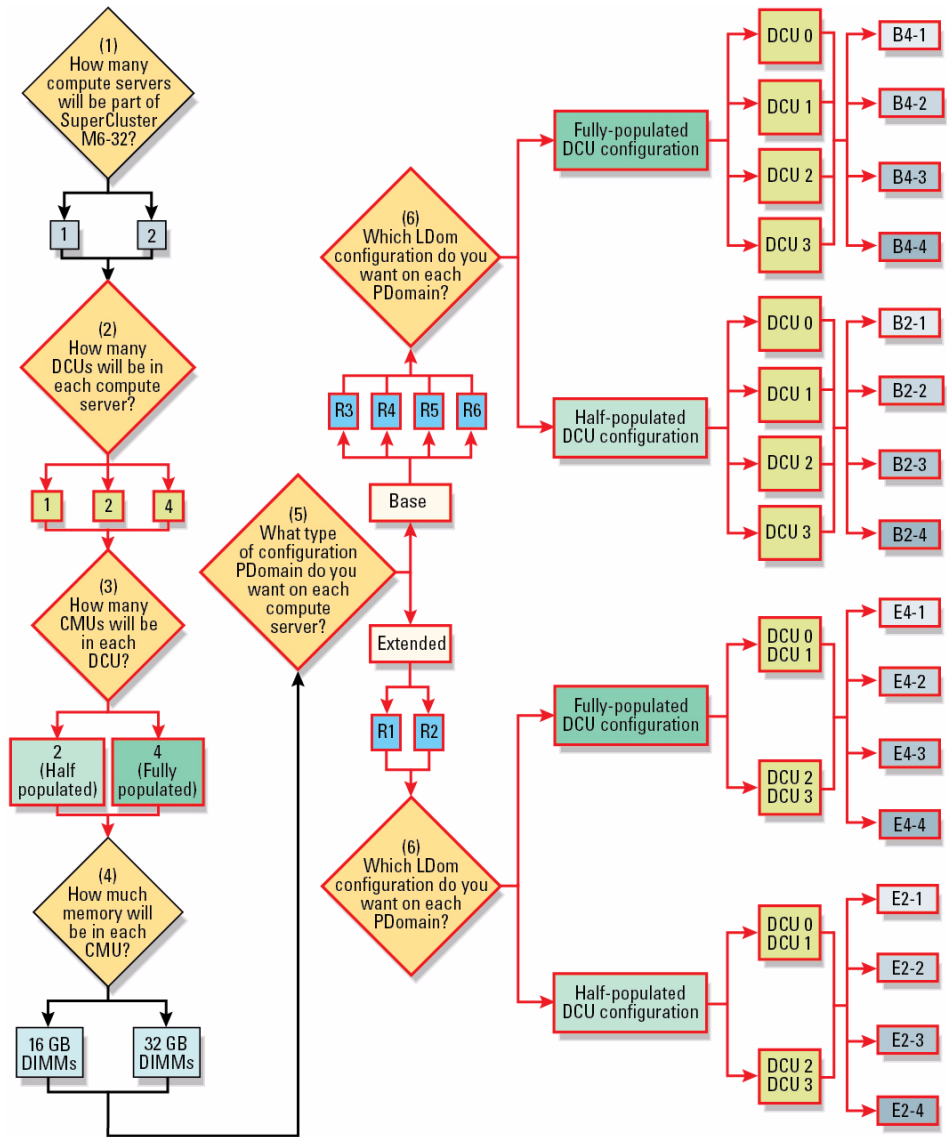 (1)
How many
compute servers
will be part of
SuperCluster
M6-32?
1
2
(2)
How many
DCUs will be in
each compute
server?
1
2
4
(3)
How many
CMUs will be
in each
DCU?
2
(Half
populated)
4
(Fully
populated)
(4)
How much
memory will
be in each
CMU?
16 GB
DIMMs
32 GB
DIMMs
(5)
What type
of configuration
PDomain do you
want on each
compute
server?
Base
R3
R4
R5
R6
(6)
Which LDom
configuration do you
want on each
PDomain?
Fully-populated
DCU configuration
DCU 0
DCU 1
DCU 2
DCU 3
B4-1
B4-2
B4-3
B4-4
Half-populated
DCU configuration
DCU 0
DCU 1
DCU 2
DCU 3
B2-1
B2-2
B2-3
B2-4
Extended
R1
R2
(6)
Which LDom
configuration do you
want on each
PDomain?
Fully-populated
DCU configuration
DCU 0
DCU 1
DCU 2
DCU 3
E4-1
E4-2
E4-3
E4-4
Half-populated
DCU configuration
DCU 0
DCU 1
DCU 2
DCU 3
E2-1
E2-2
E2-3
E2-4